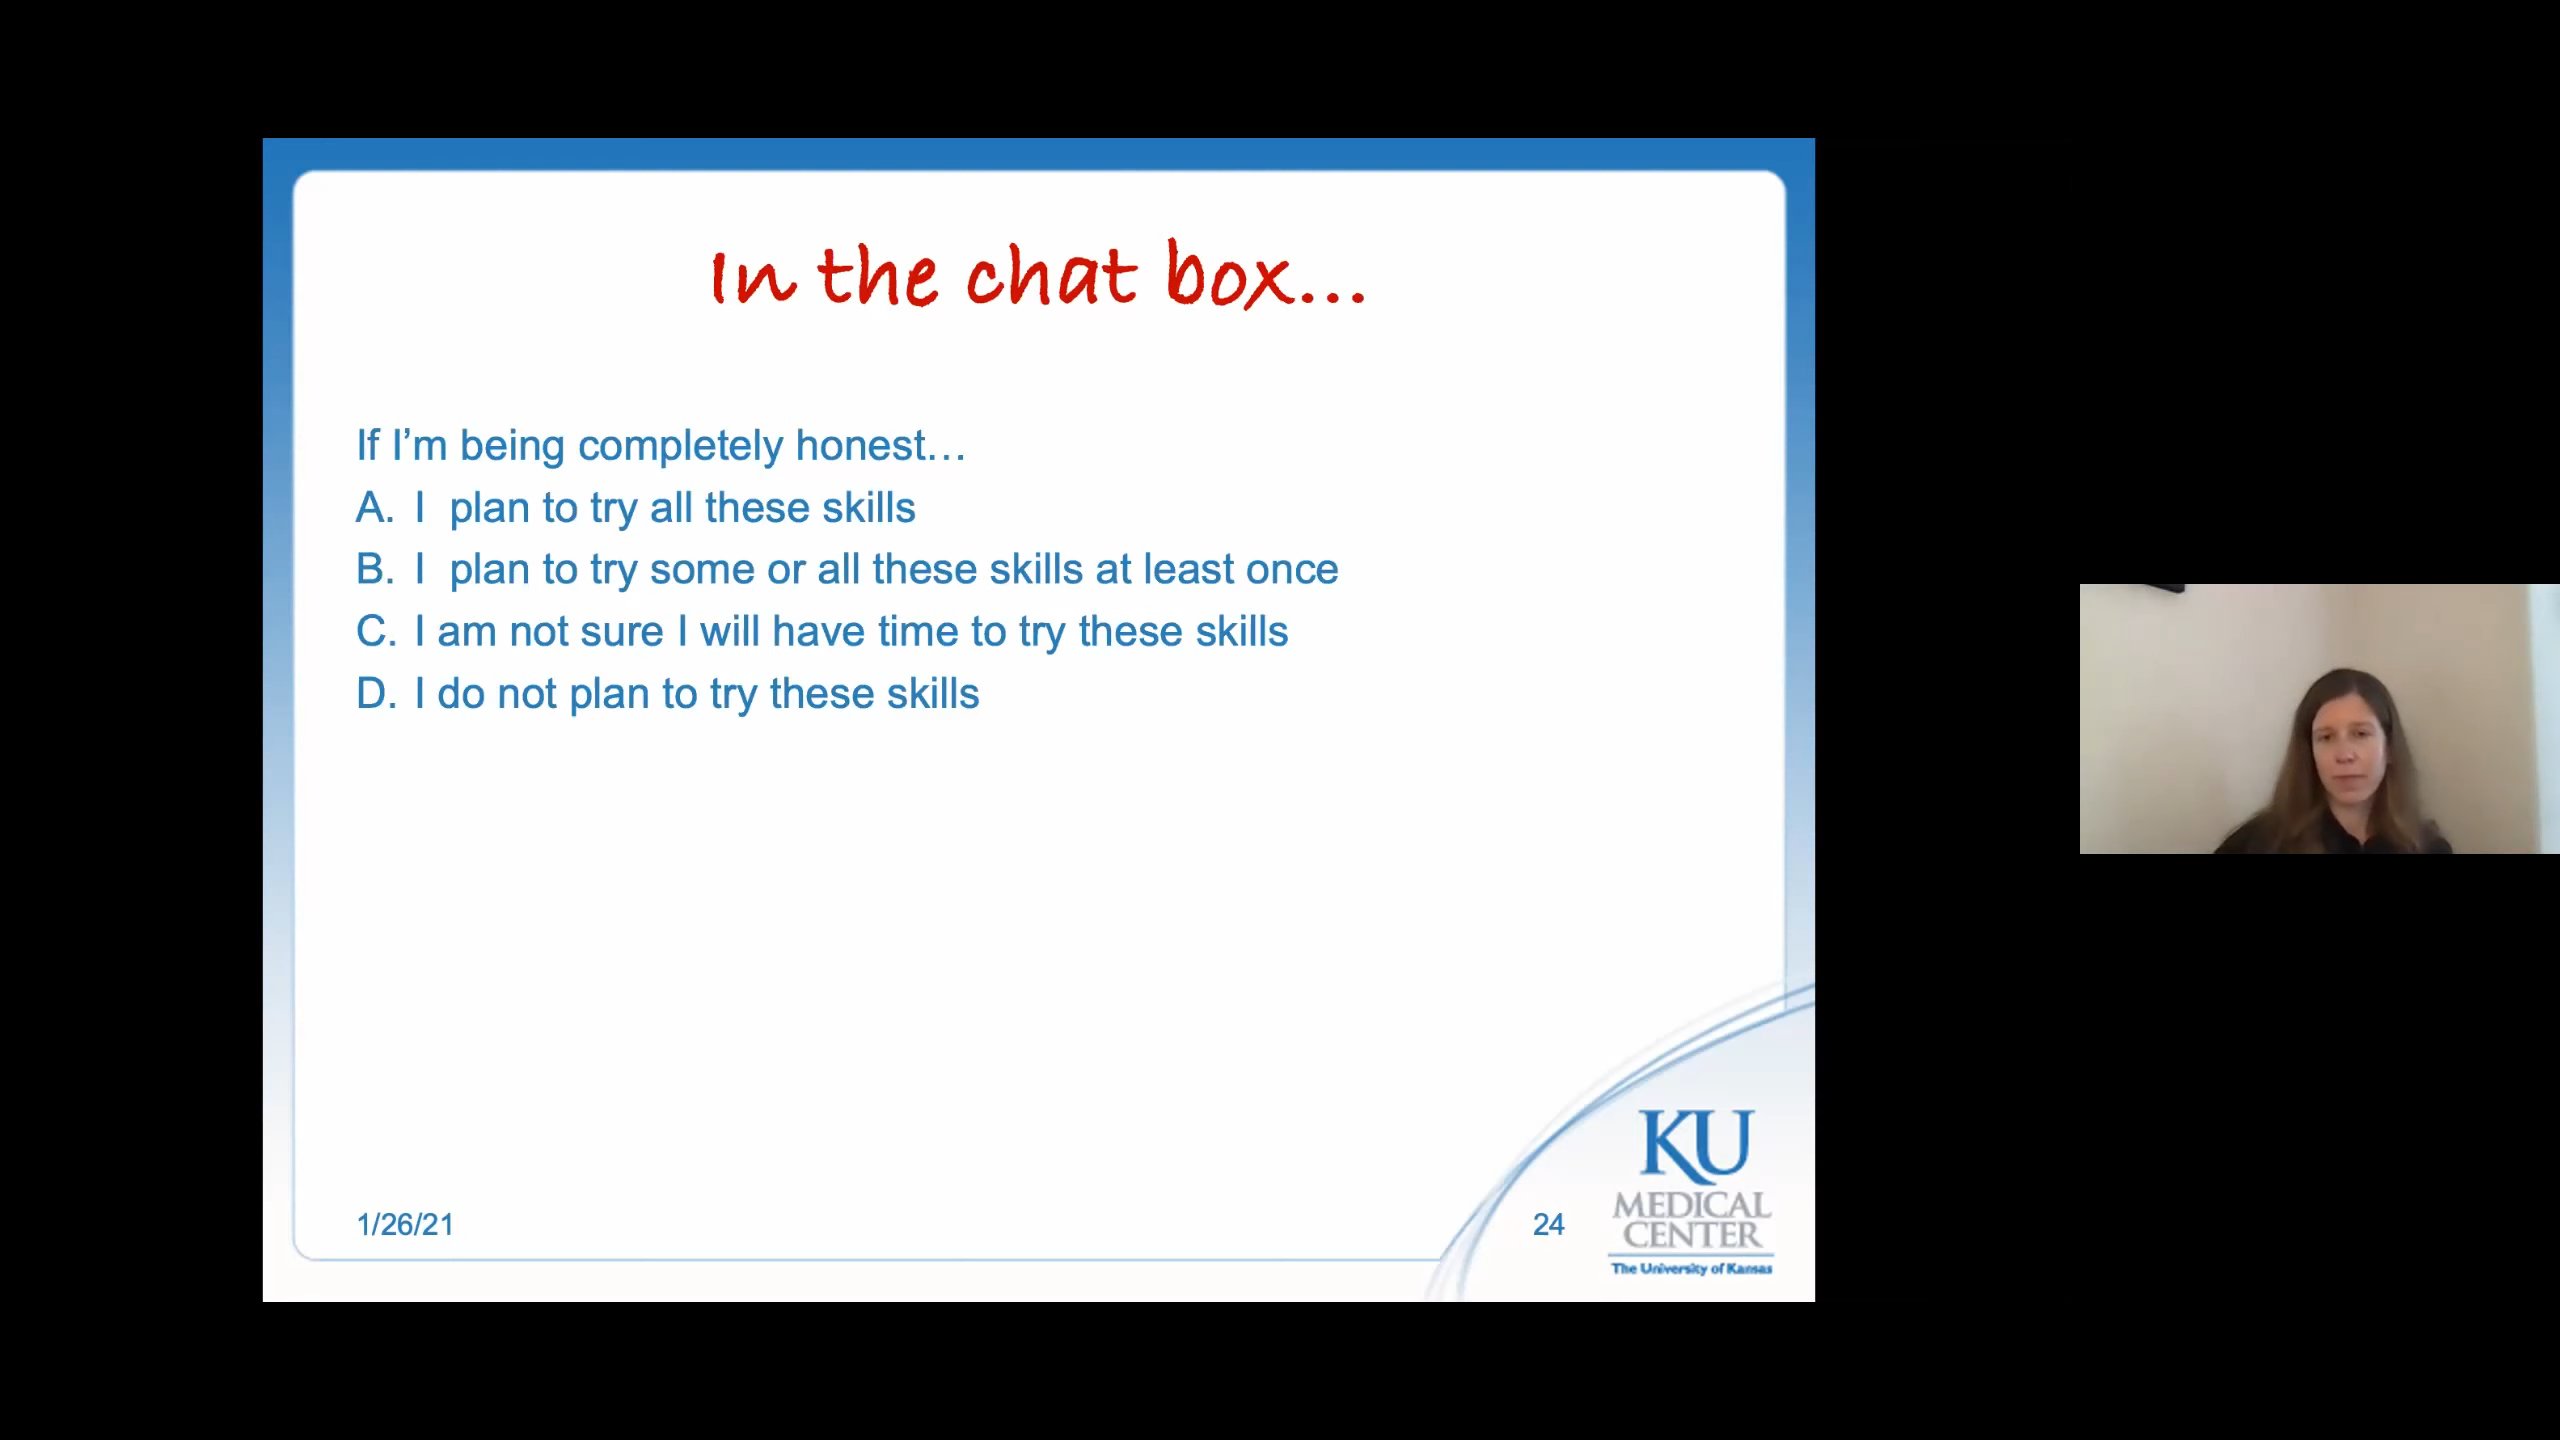 In the chat box...
If I'm being completely honest...
A. I  plan to try all these skills
B. I  plan to try some or all these skills at least once
C. I am not sure I will have time to try these skills
D. I do not plan to try these skills
1/26/21
24
KU
MEDICAL
CENTER
The University of Kansas